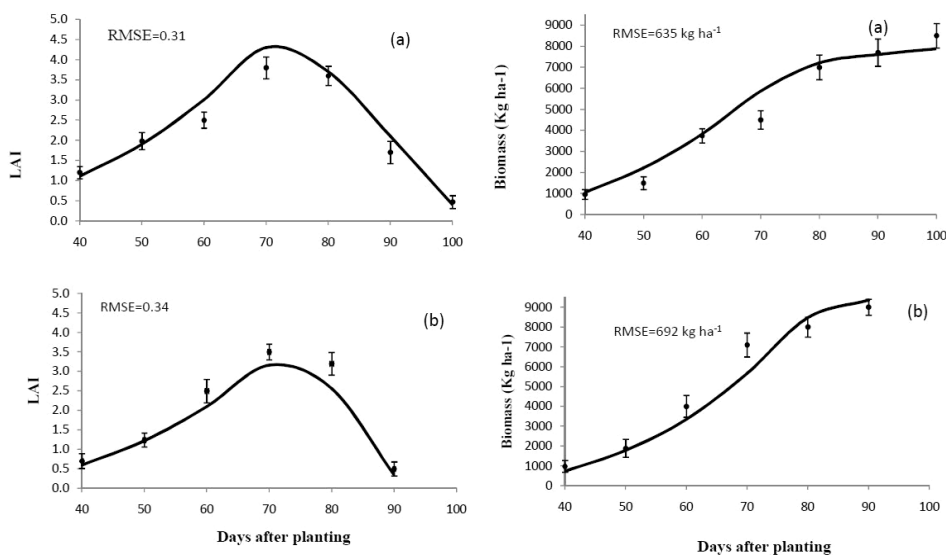 RMSE=0.31
(a)
LAI
5.0
4.5
4.0
3.5
3.0
2.5
2.0
1.5
1.0
0.5
0.0
40 50 60 70 80 90 100
RMSE=635 kg ha-1
(a)
Biomass (Kg ha-1)
9000
8000
7000
6000
5000
4000
3000
2000
1000
0
40 50 60 70 80 90 100
RMSE=0.34
(b)
LAI
5.0
4.5
4.0
3.5
3.0
2.5
2.0
1.5
1.0
0.5
0.0
40 50 60 70 80 90 100
Days after planting
RMSE=692 kg ha-1
(b)
Biomass (Kg ha-1)
9000
8000
7000
6000
5000
4000
3000
2000
1000
0
40 50 60 70 80 90 100
Days after planting